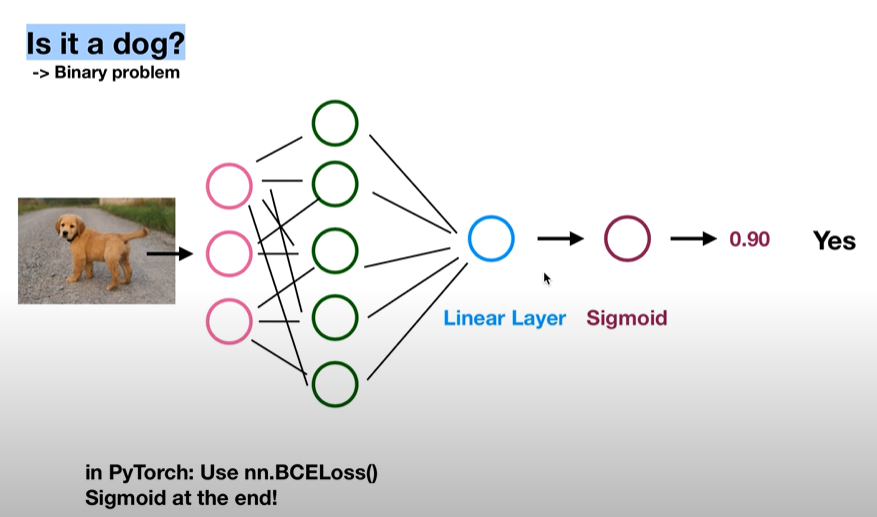 Is it a dog?
-> Binary problem
0.90
Yes
Linear Layer
Sigmoid
in PyTorch: Use nn.BCELoss()
Sigmoid at the end!